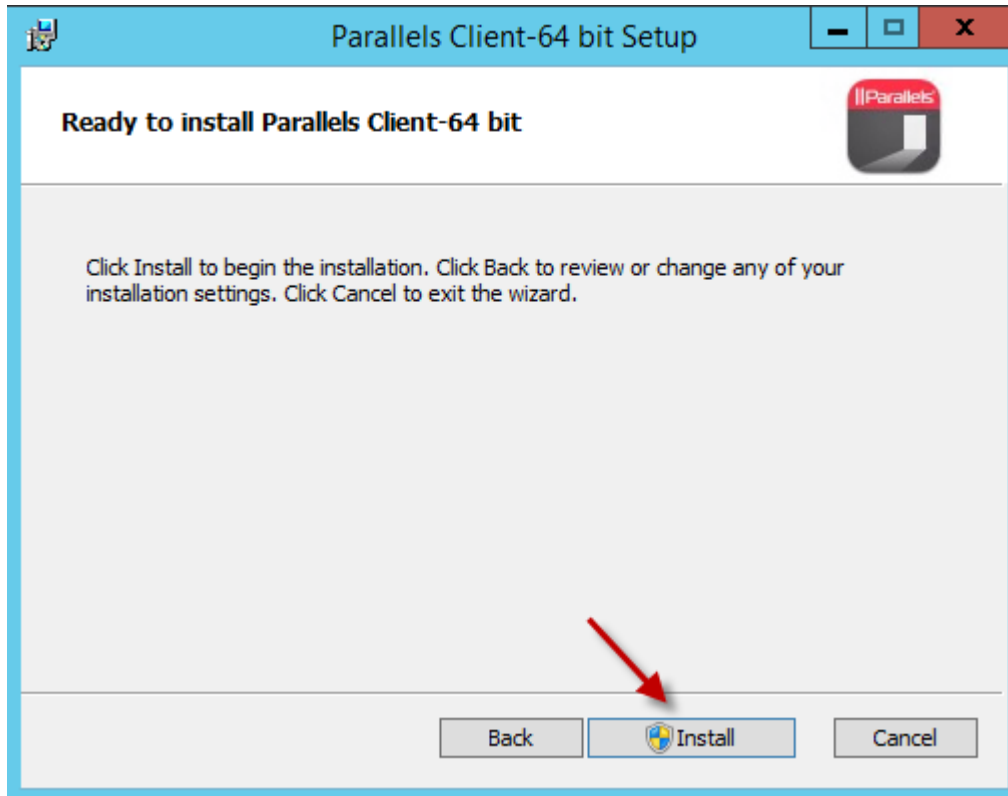 Parallels Client-64 bit Setup
||Parallels
Ready to install Parallels Client-64 bit
Click Install to begin the installation. Click Back to review or change any of your
installation settings. Click Cancel to exit the wizard.
Back
Install
Cancel